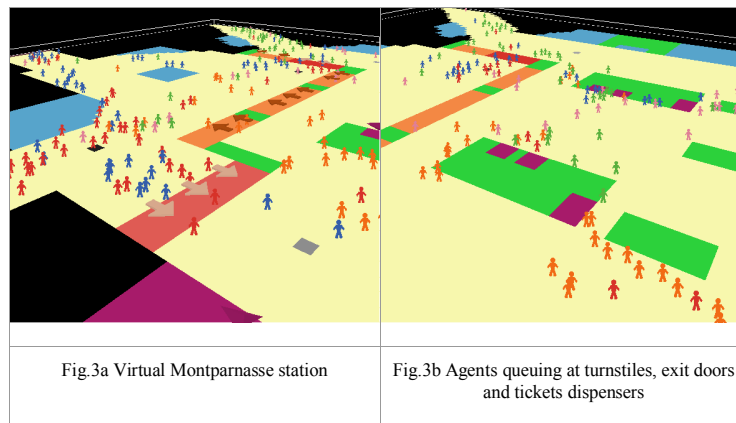 Fig.3a Virtual Montparnasse station
Fig.3b Agents queuing at turnstiles, exit doors
and tickets dispensers